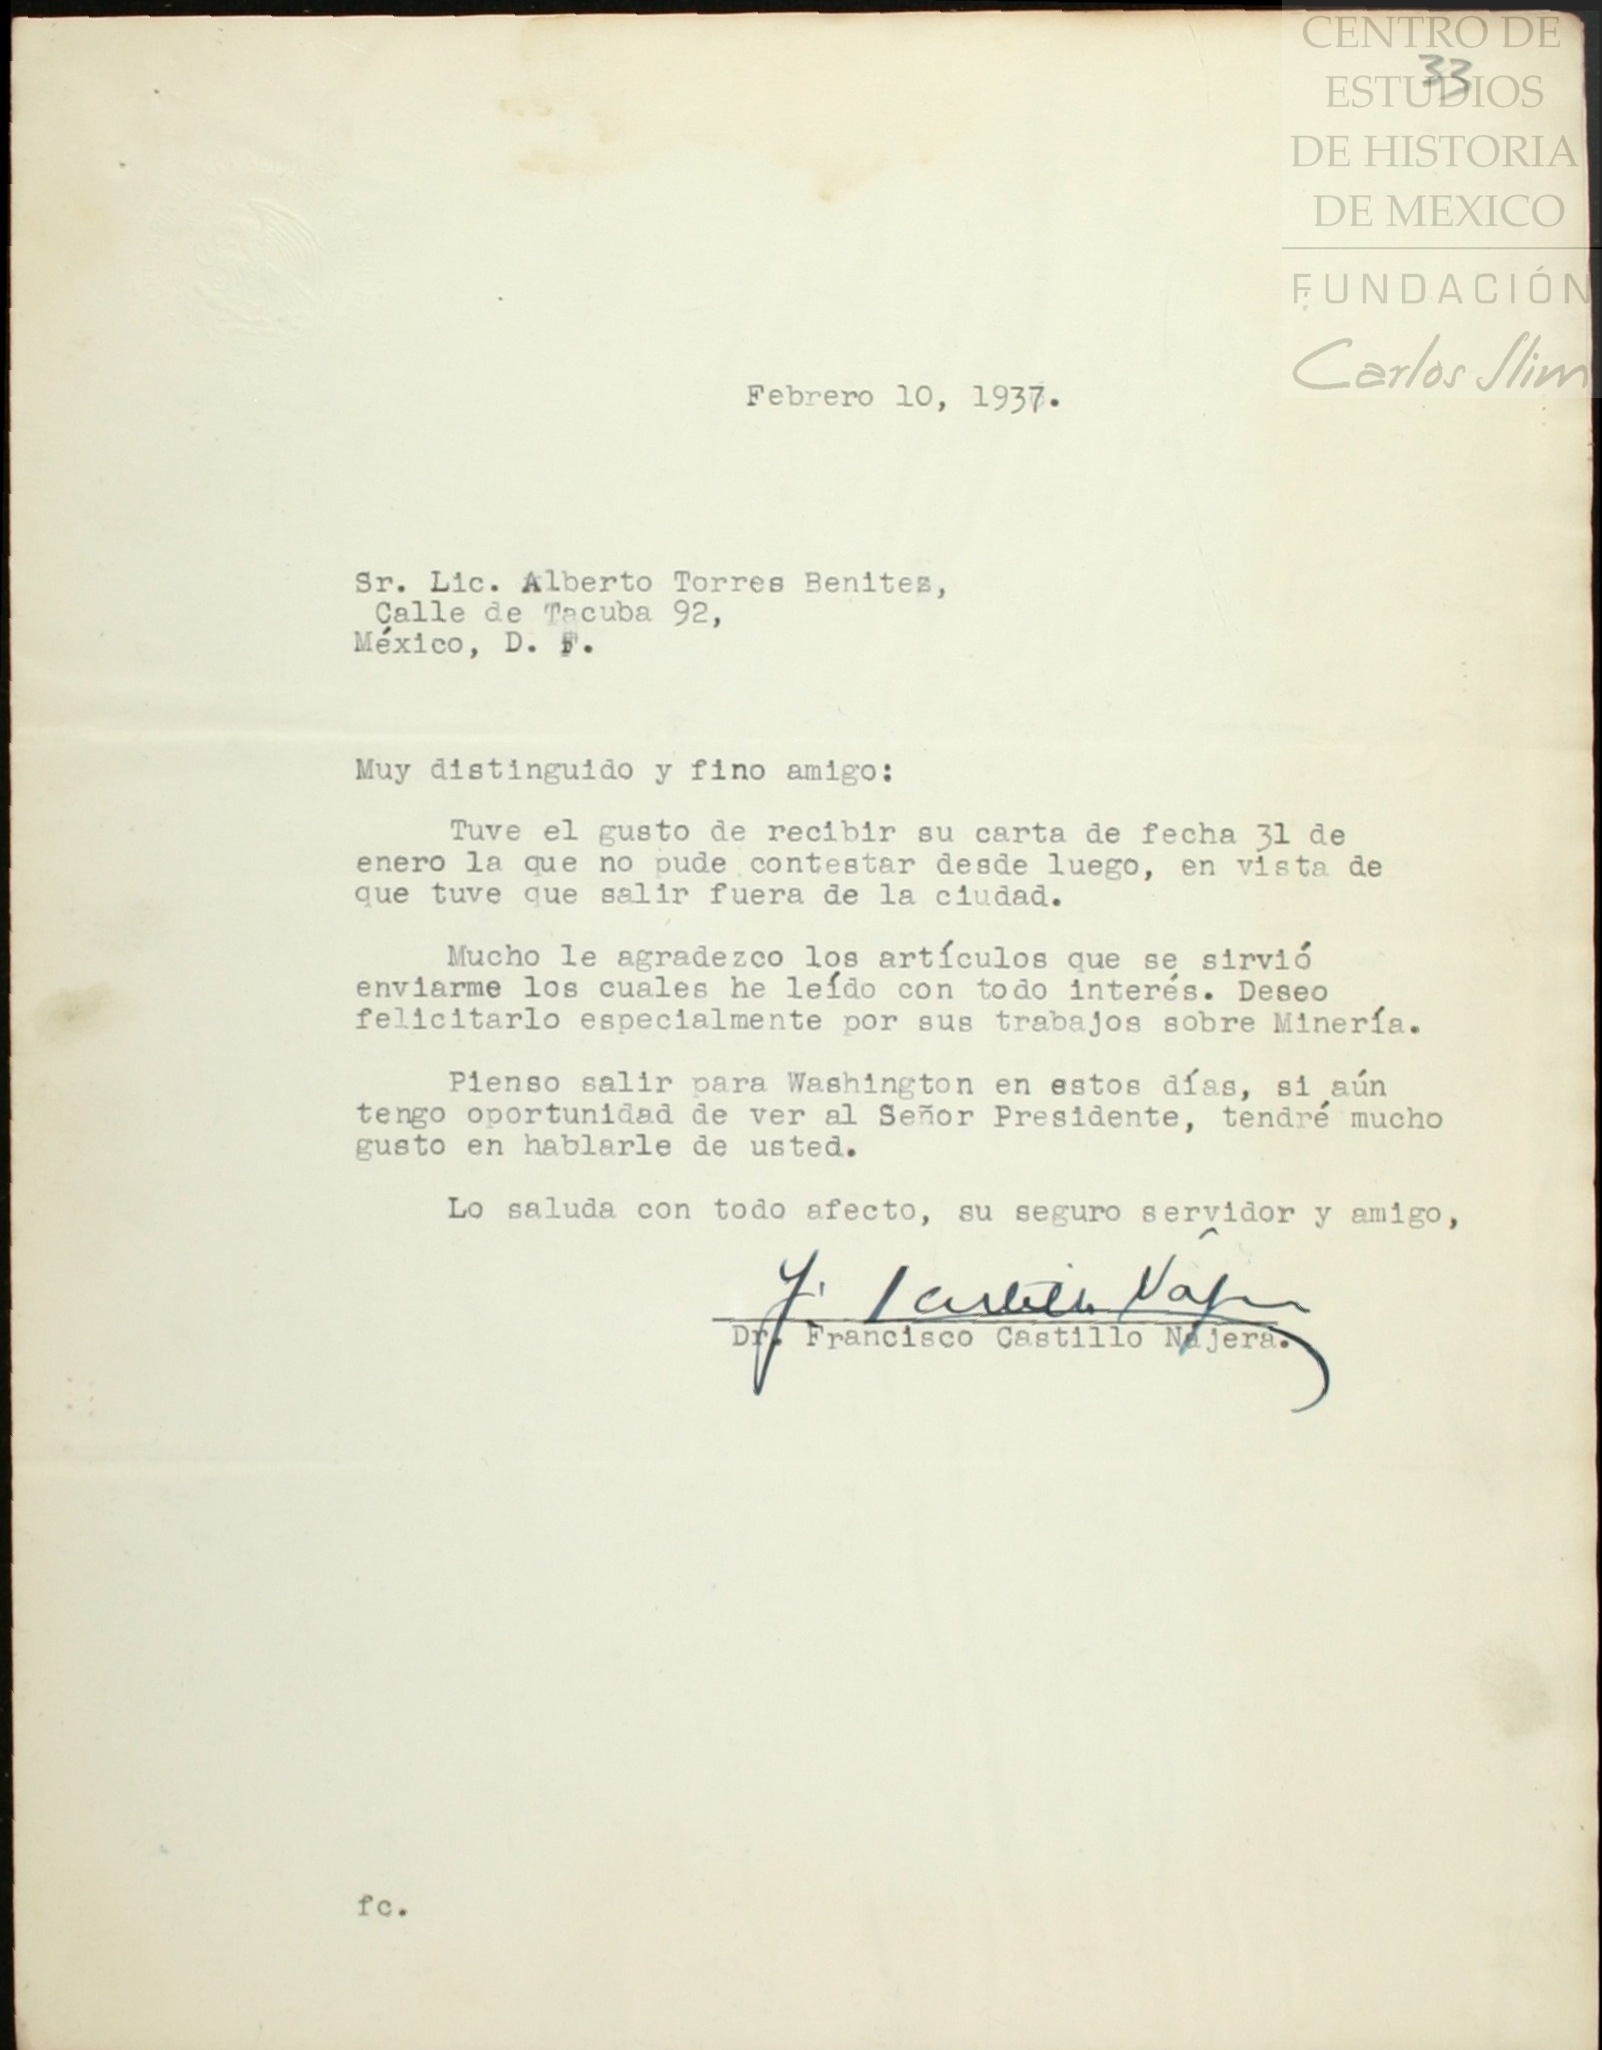 CENTRO DE
ESTUDIOS
DE HISTORIA
DE MEXICO
FUNDACIÓN
Carlos Slim
33
Febrero 10, 1937.
Sr. Lic. Alberto Torres Benitez,
Calle de Tacuba 92,
México, D. F.
Muy distinguido y fino amigo:
Tuve el gusto de recibir su carta de fecha 31 de
enero la que no pude contestar desde luego, en vista de
que tuve que salir fuera de la ciudad.
Mucho le agradezco los artículos que se sirvió
enviarme los cuales he leído con todo interés. Deseo
felicitarlo especialmente por sus trabajos sobre Minería.
Pienso salir para Washington en estos días, si aún
tengo oportunidad de ver al Señor Presidente, tendré mucho
gusto en hablarle de usted.
Lo saluda con todo afecto, su seguro servidor y amigo,
F. Castillo Nájera
Dr. Francisco Castillo Nájera.
fc.